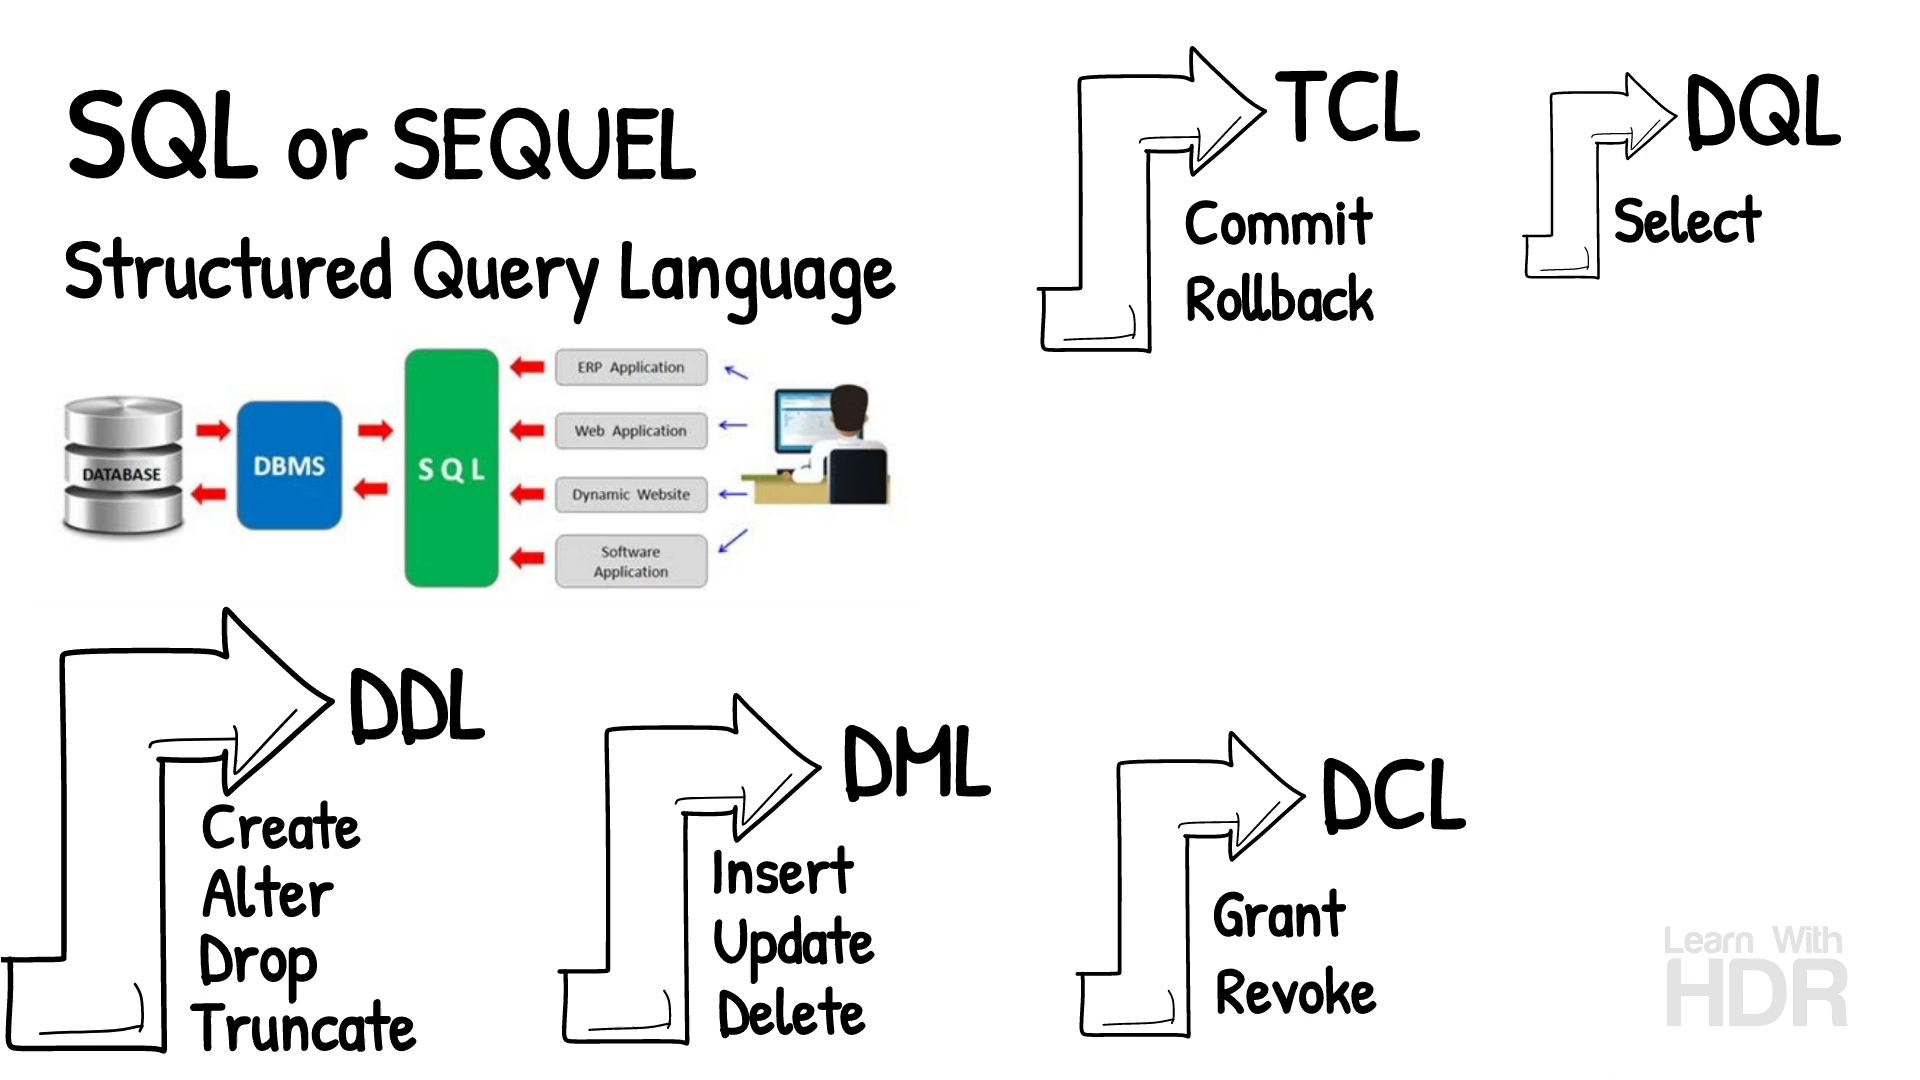 SQL or SEQUEL
Structured Query Language
DATABASE
DBMS
SQL
ERP Application
Web Application
Dynamic Website
Software
Application
TCL
Commit
Rollback
DQL
Select
DDL
Create
Alter
Drop
Truncate
DML
Insert
Update
Delete
DCL
Grant
Revoke
Learn With
HDR